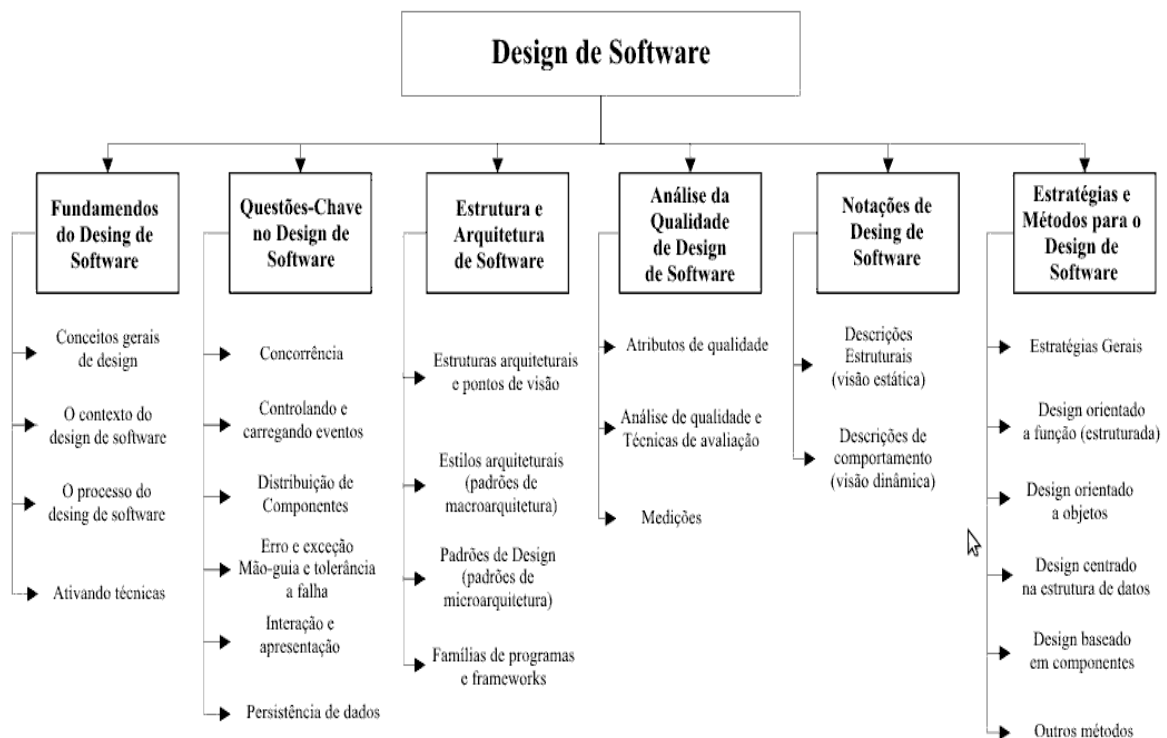 Design de Software
Fundamendos
do Desing de
Software
Conceitos gerais
de design
O contexto do
design de software
O processo do
desing de software
Ativando técnicas
Questões-Chave
no Design de
Software
Concorrência
Controlando e
carregando eventos
Distribuição de
Componentes
Erro e exceção
Mão-guia e tolerância
a falha
Interação e
apresentação
Persistência de dados
Estrutura e
Arquitetura
de Software
Estruturas arquiteturais
e pontos de visão
Estilos arquiteturais
(padrões de
macroarquitetura)
Padrões de Design
(padrões de
microarquitetura)
Famílias de programas
e frameworks
Análise da
Qualidade
de Design
de Software
Atributos de qualidade
Análise de qualidade e
Técnicas de avaliação
Medições
Notações de
Desing de
Software
Descrições
Estruturais
(visão estática)
Descrições de
comportamento
(visão dinâmica)
Estratégias e
Métodos para o
Design de
Software
Estratégias Gerais
Design orientado
a função (estruturada)
Design orientado
a objetos
Design centrado
na estrutura de dados
Design baseado
em componentes
Outros métodos